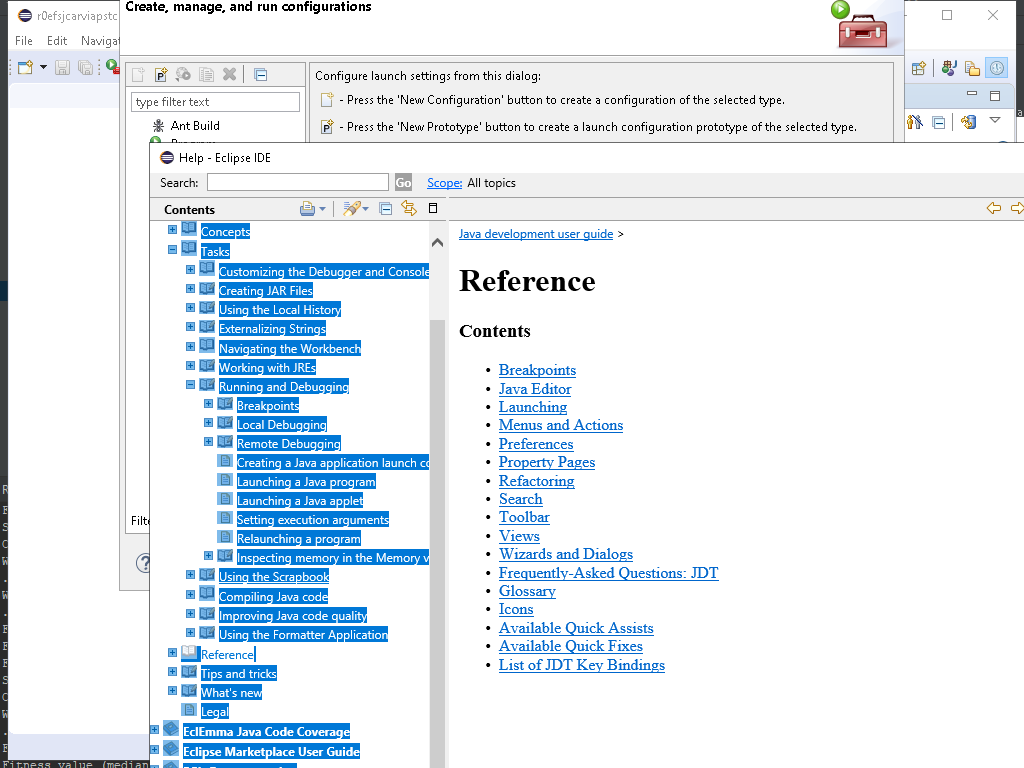 Create, manage, and run configurations
r0efsjcarviapstc
File Edit Navigat
Configure launch settings from this dialog:
type filter text
- Press the 'New Configuration' button to create a configuration of the selected type.
Ant Build
- Press the 'New Prototype' button to create a launch configuration prototype of the selected type.
Help - Eclipse IDE
Search:
Go
Scope: All topics
Contents
Concepts
Tasks
Customizing the Debugger and Console
Creating JAR Files
Using the Local History
Externalizing Strings
Navigating the Workbench
Working with JREs
Running and Debugging
Breakpoints
Local Debugging
Remote Debugging
Creating a Java application launch co
Launching a Java program
Launching a Java applet
Setting execution arguments
Relaunching a program
Inspecting memory in the Memory v
Using the Scrapbook
Compiling Java code
Improving Java code quality
Using the Formatter Application
Reference
Tips and tricks
What's new
Legal
EclEmma Java Code Coverage
Eclipse Marketplace User Guide
Java development user guide >
Reference
Contents
• Breakpoints
• Java Editor
• Launching
• Menus and Actions
• Preferences
• Property Pages
• Refactoring
• Search
• Toolbar
• Views
• Wizards and Dialogs
• Frequently-Asked Questions: JDT
• Glossary
• Icons
• Available Quick Assists
• Available Quick Fixes
• List of JDT Key Bindings
Filte
Fitness value (median